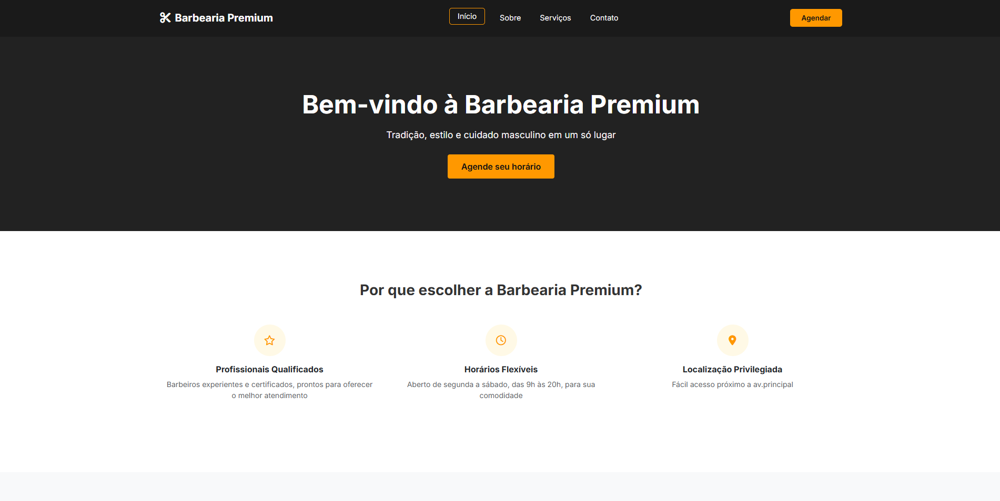 Barbearia Premium
Início
Sobre
Serviços
Contato
Agendar
Bem-vindo à Barbearia Premium
Tradição, estilo e cuidado masculino em um só lugar
Agende seu horário
Por que escolher a Barbearia Premium?
Profissionais Qualificados
Barbeiros experientes e certificados, prontos para oferecer
o melhor atendimento
Horários Flexíveis
Aberto de segunda a sábado, das 9h às 20h, para sua
comodidade
Localização Privilegiada
Fácil acesso próximo a av.principal